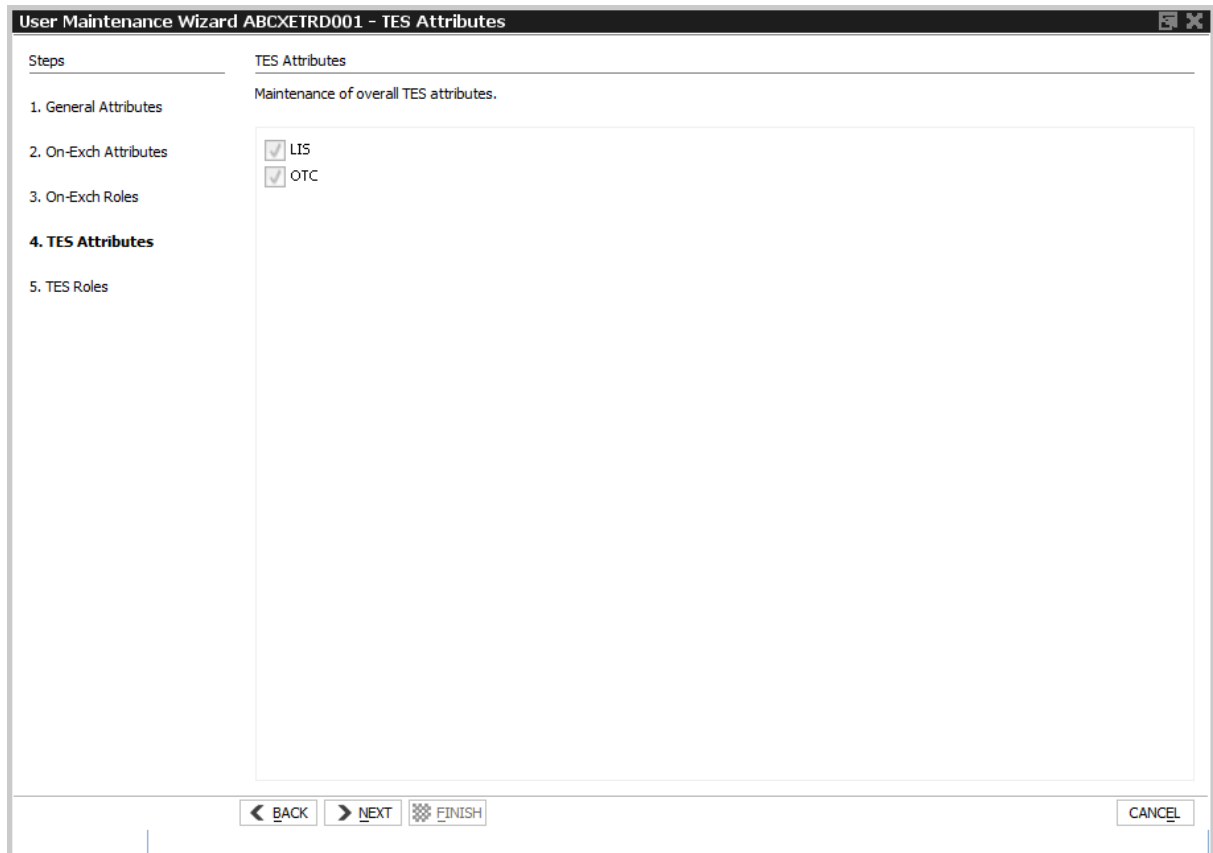 User Maintenance Wizard ABCXETRD001 - TES Attributes
Steps
1. General Attributes
2. On-Exch Attributes
3. On-Exch Roles
4. TES Attributes
5. TES Roles
TES Attributes
Maintenance of overall TES attributes.
LIS
OTC
BACK
NEXT
FINISH
CANCEL